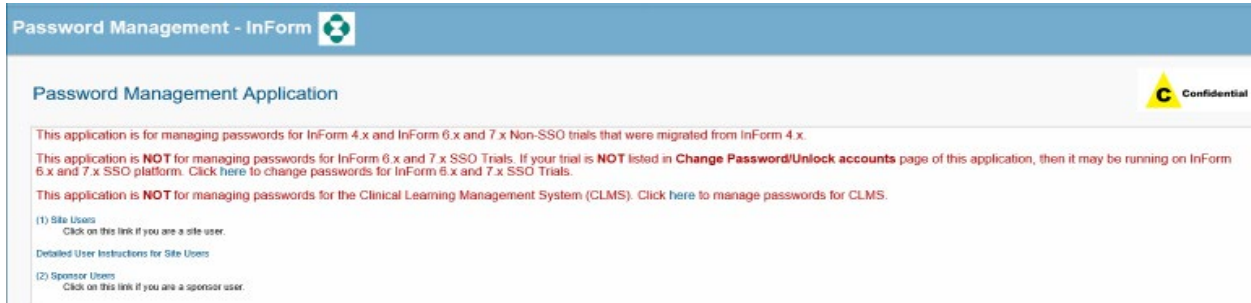 Password Management - InForm
Password Management Application
C Confidential
This application is for managing passwords for InForm 4.x and InForm 6.x and 7.x Non-SSO trials that were migrated from InForm 4.x.
This application is NOT for managing passwords for InForm 6.x and 7.x SSO Trials. If your trial is NOT listed in Change Password/Unlock accounts page of this application, then it may be running on InForm
6.x and 7.x SSO platform. Click here to change passwords for InForm 6.x and 7.x SSO Trials.
This application is NOT for managing passwords for the Clinical Learning Management System (CLMS). Click here to manage passwords for CLMS.
(1) Site Users
Click on this link if you are a site user.
Detailed User Instructions for Site Users
(2) Sponsor Users
Click on this link if you are a sponsor user.